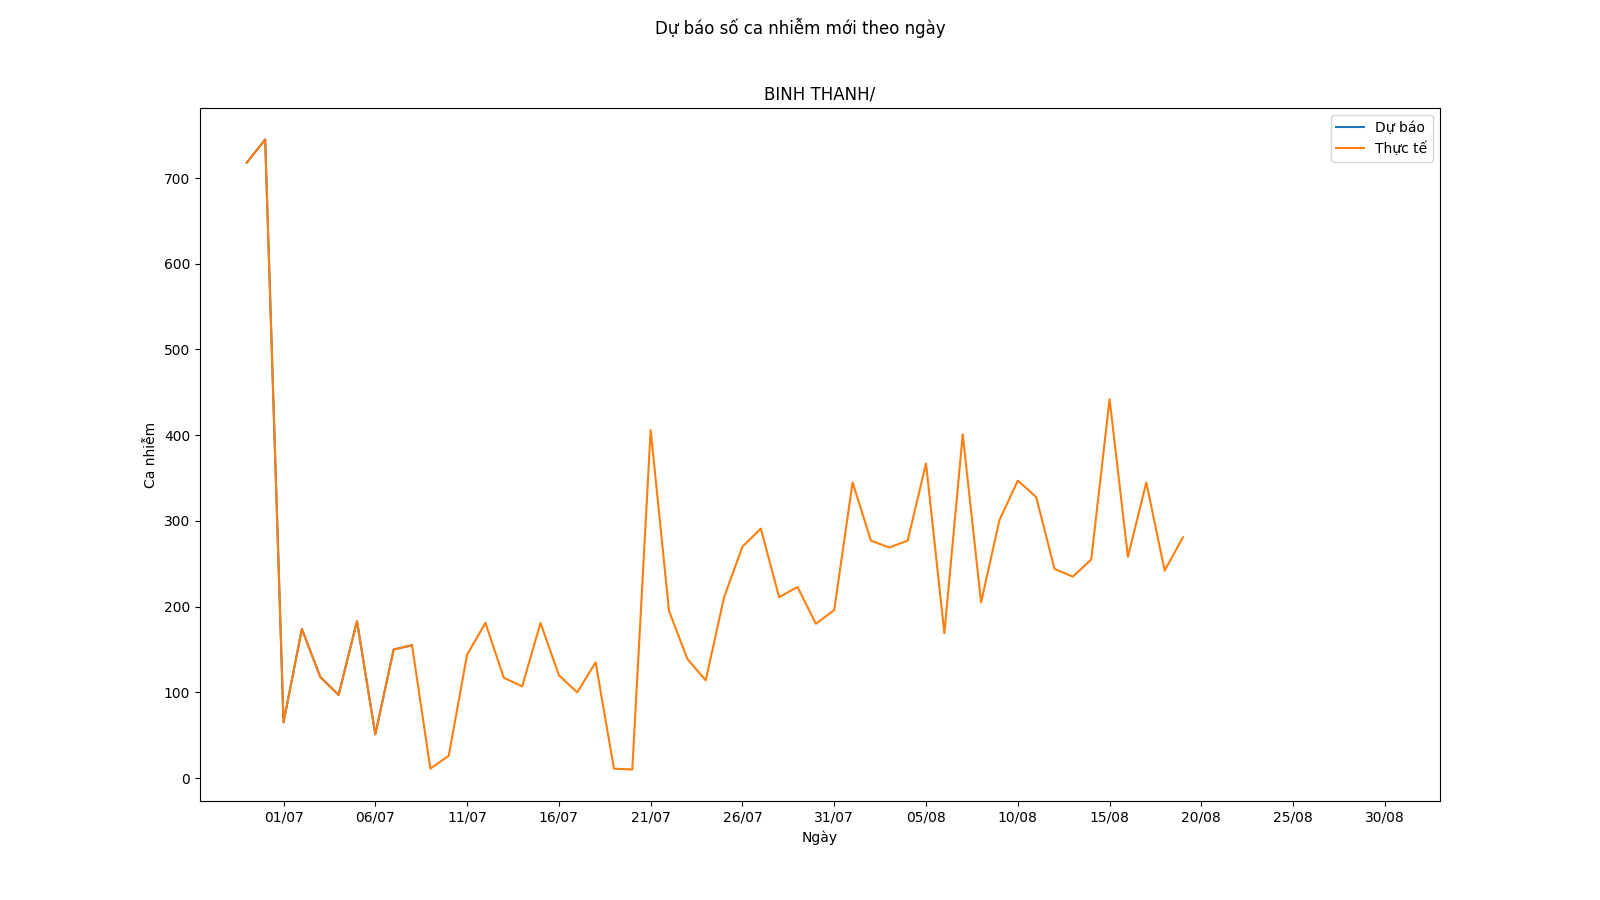 Dự báo số ca nhiễm mới theo ngày
BINH THANH/
Dự báo
Thực tế
700
600
500
400
300
200
100
0
Ca nhiễm
01/07 06/07 11/07 16/07 21/07 26/07 31/07 05/08 10/08 15/08 20/08 25/08 30/08
Ngày